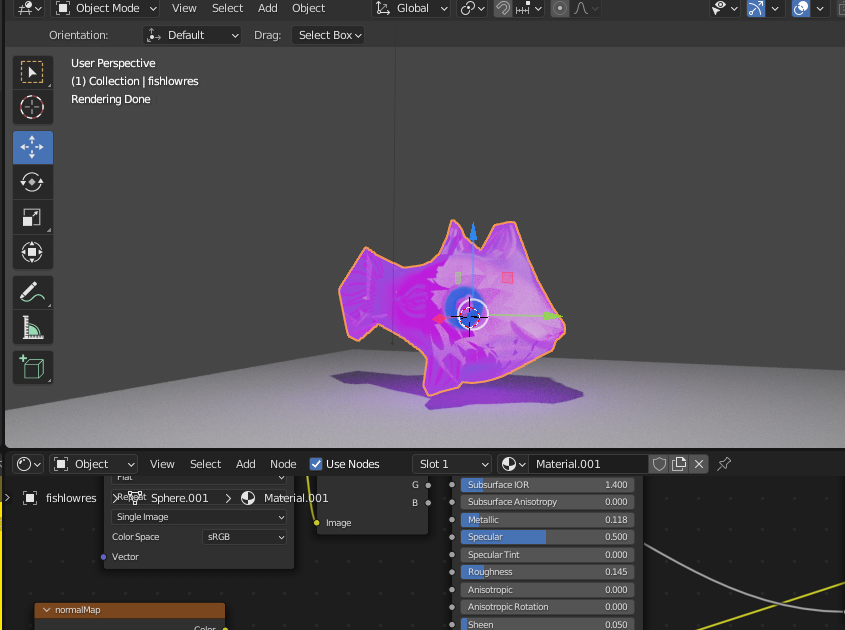 Object Mode View Select Add Object Global
Orientation: Default Drag: Select Box
User Perspective
(1) Collection | fishlowres
Rendering Done
Object View Select Add Node Use Nodes Slot 1 Material.001
Flat
fishlowres Repeat Sphere.001 Material.001
Single Image
Color Space sRGB
Vector
G
B
Image
Subsurface IOR 1.400
Subsurface Anisotropy 0.000
Metallic 0.118
Specular 0.500
Specular Tint 0.000
Roughness 0.145
Anisotropic 0.000
Anisotropic Rotation 0.000
Sheen 0.050
normalMap
Color